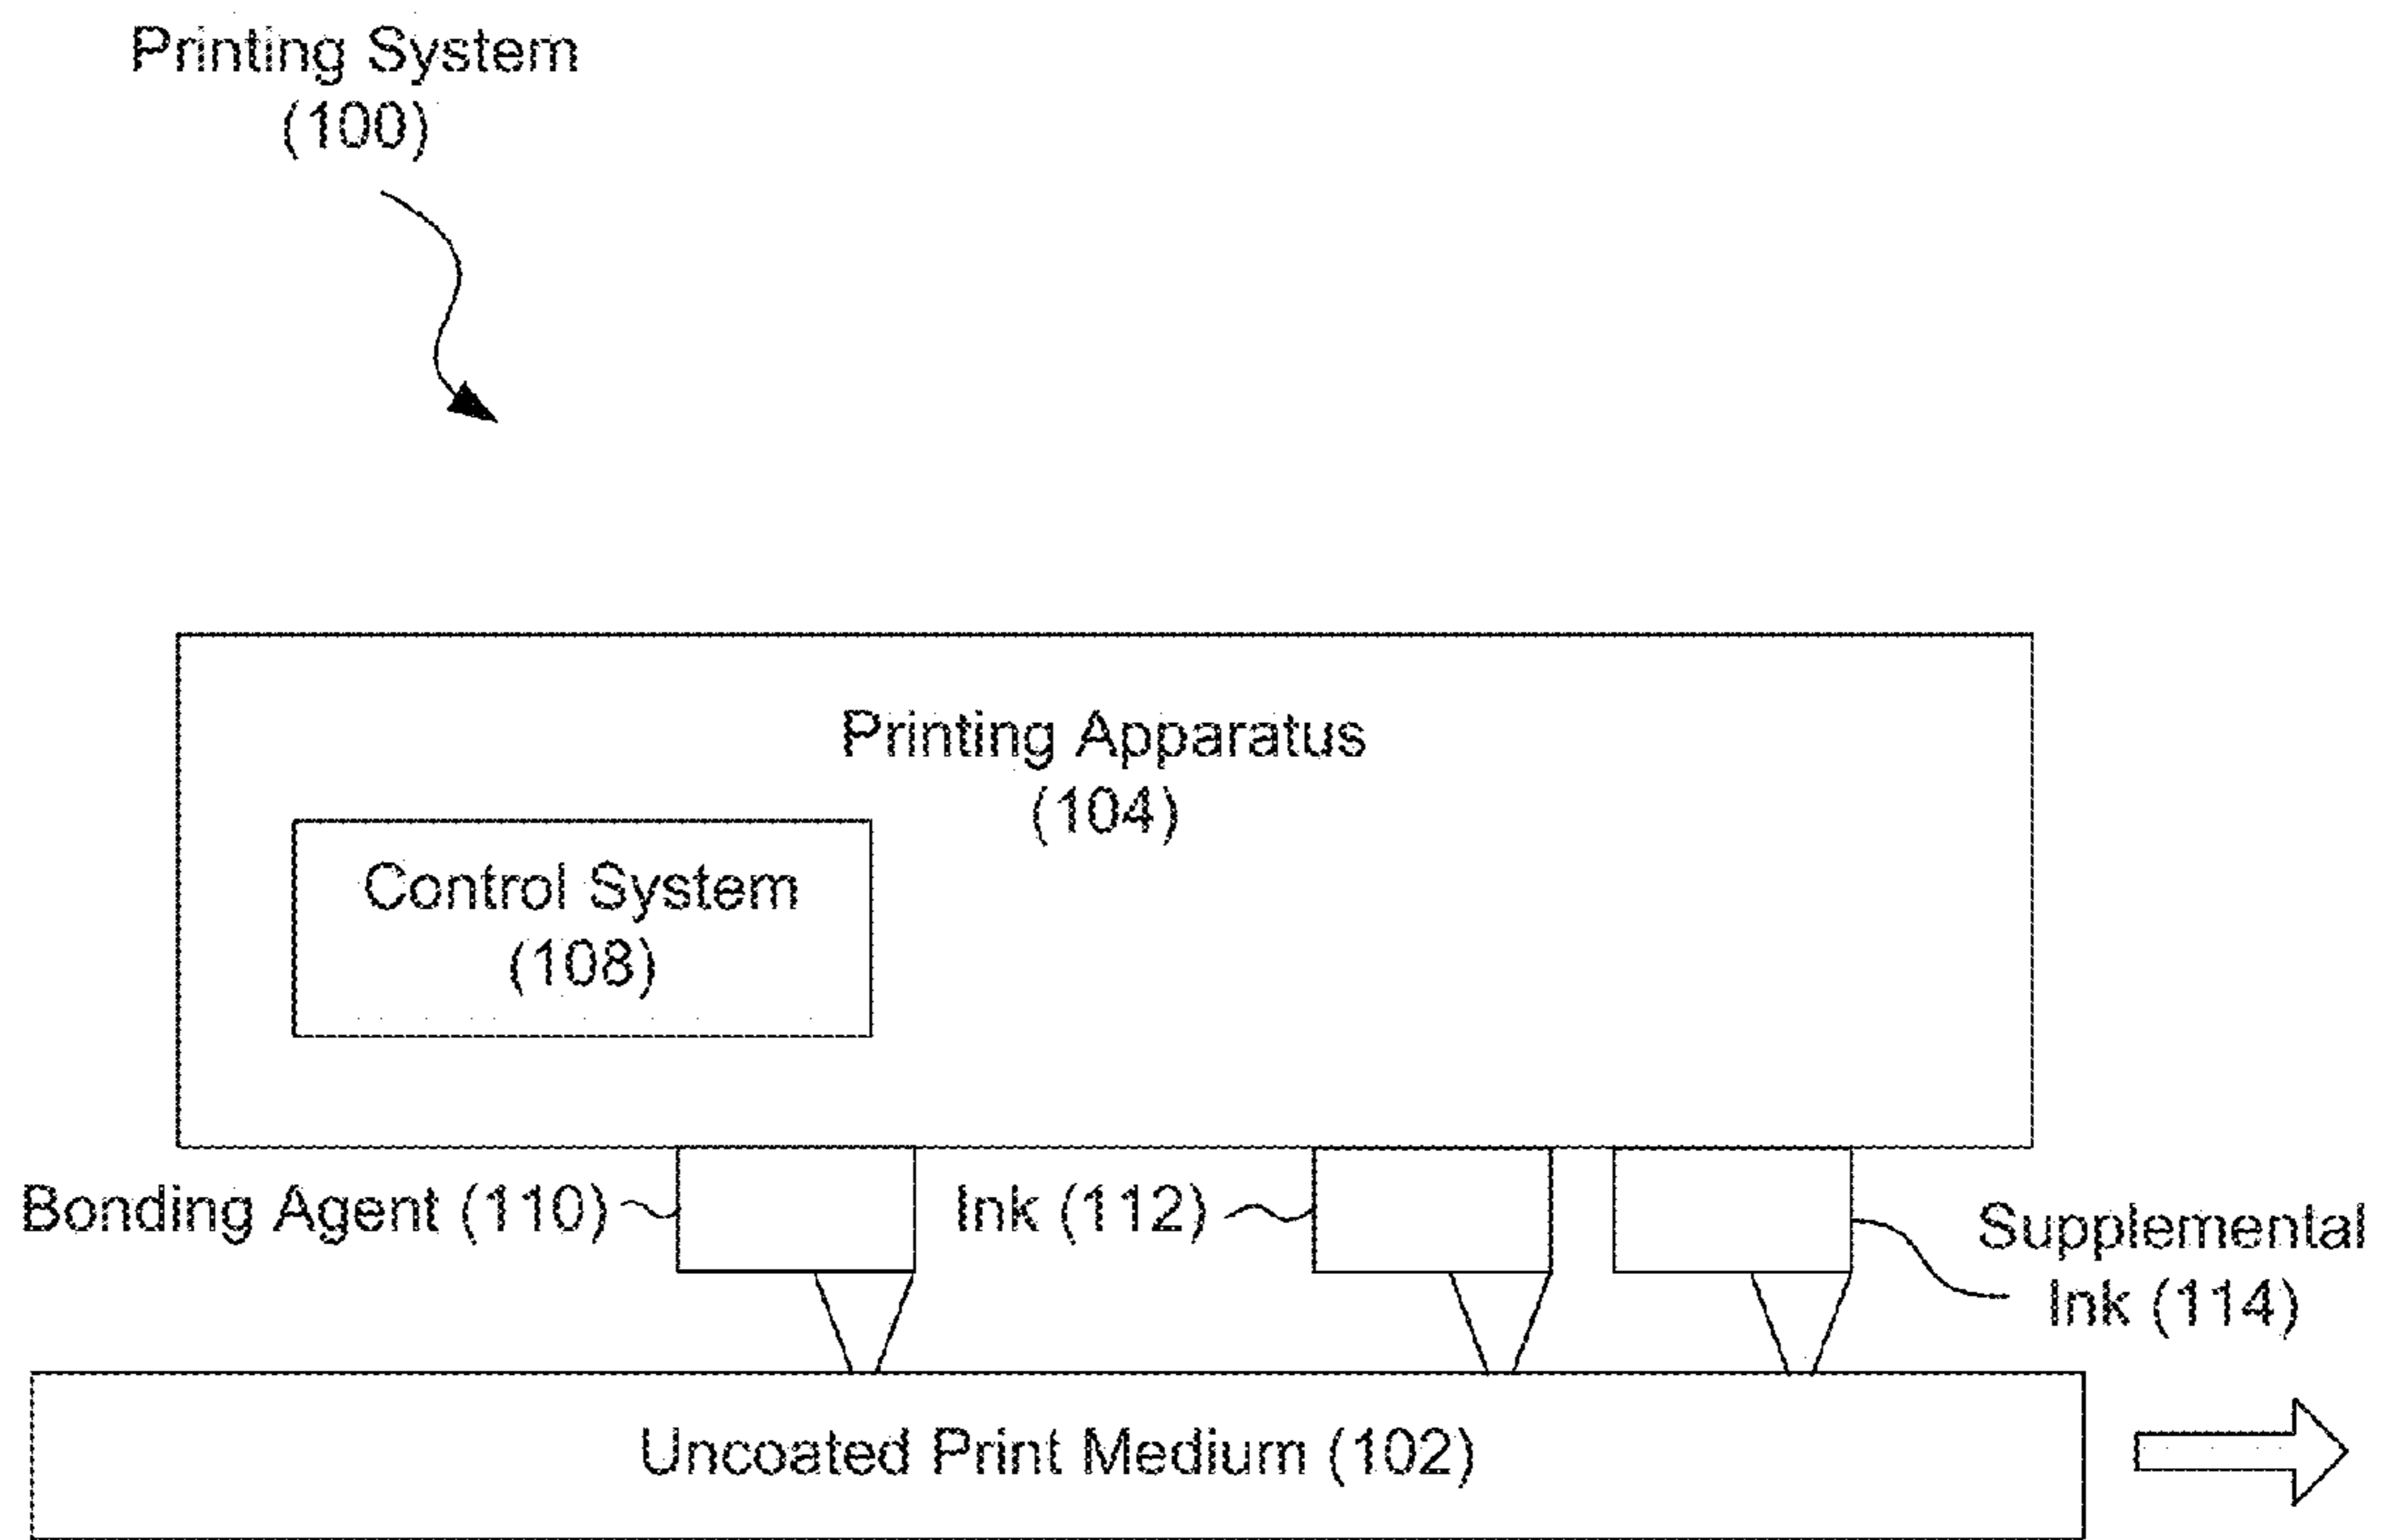 Printing System
(100)
Printing Apparatus
(104)
Control System
(108)
Bonding Agent (110)
Ink (112)
Supplemental
Ink (114)
Uncoated Print Medium (102)